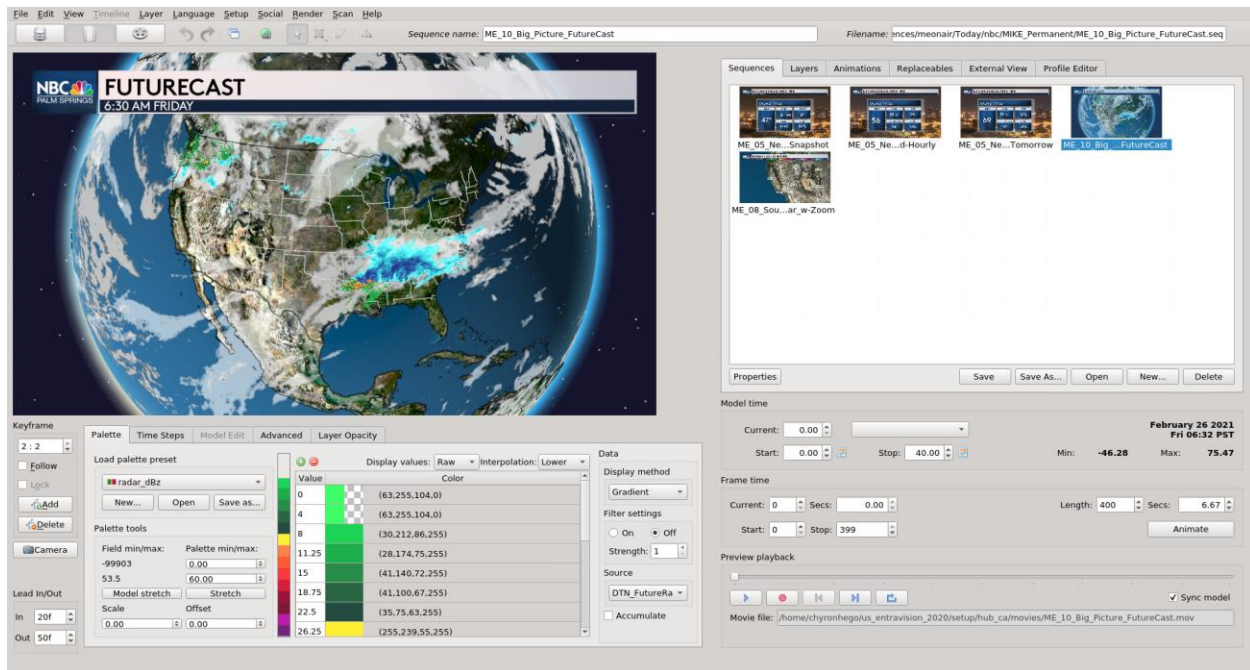 File Edit View Timeline Layer Language Setup Social Render Scan Help
Sequence name: ME_10_Big_Picture_FutureCast
Filename: ences/meonair/Today/nbc/MIKE_Permanent/ME_10_Big_Picture_FutureCast.seq
NBC
PALM SPRINGS
FUTURECAST
6:30 AM FRIDAY
Sequences Layers Animations Replaceables External View Profile Editor
47°
56
69
ME_05_Ne...Snapshot ME_05_Ne...d-Hourly ME_05_Ne...Tomorrow ME_10_Big_...FutureCast
ME_08_Sou...ar_w-Zoom
Properties Save Save As... Open New... Delete
Model time
Current: 0.00
February 26 2021
Fri 06:32 PST
Start: 0.00 Stop: 40.00 Min: -46.28 Max: 75.47
Frame time
Current: 0 Secs: 0.00 Length: 400 Secs: 6.67
Start: 0 Stop: 399 Animate
Preview playback
Sync model
Movie file: /home/chyronhego/us_entravision_2020/setup/hub_ca/movies/ME_10_Big_Picture_FutureCast.mov
Keyframe
2 : 2
Follow
Lock
Add
Delete
Camera
Lead In/Out
In 20f
Out 50f
Palette Time Steps Model Edit Advanced Layer Opacity
Load palette preset
radar_dBz
New... Open Save as...
Palette tools
Field min/max: Palette min/max:
-99903 0.00
53.5 60.00
Model stretch Stretch
Scale Offset
0.00 0.00
Display values: Raw Interpolation: Lower
Value Color
0 (63,255,104,0)
4 (63,255,104,0)
8 (30,212,86,255)
11.25 (28,174,75,255)
15 (41,140,72,255)
18.75 (41,100,67,255)
22.5 (35,75,63,255)
26.25 (255,239,55,255)
Data
Display method
Gradient
Filter settings
On Off
Strength: 1
Source
DTN_FutureRa
Accumulate